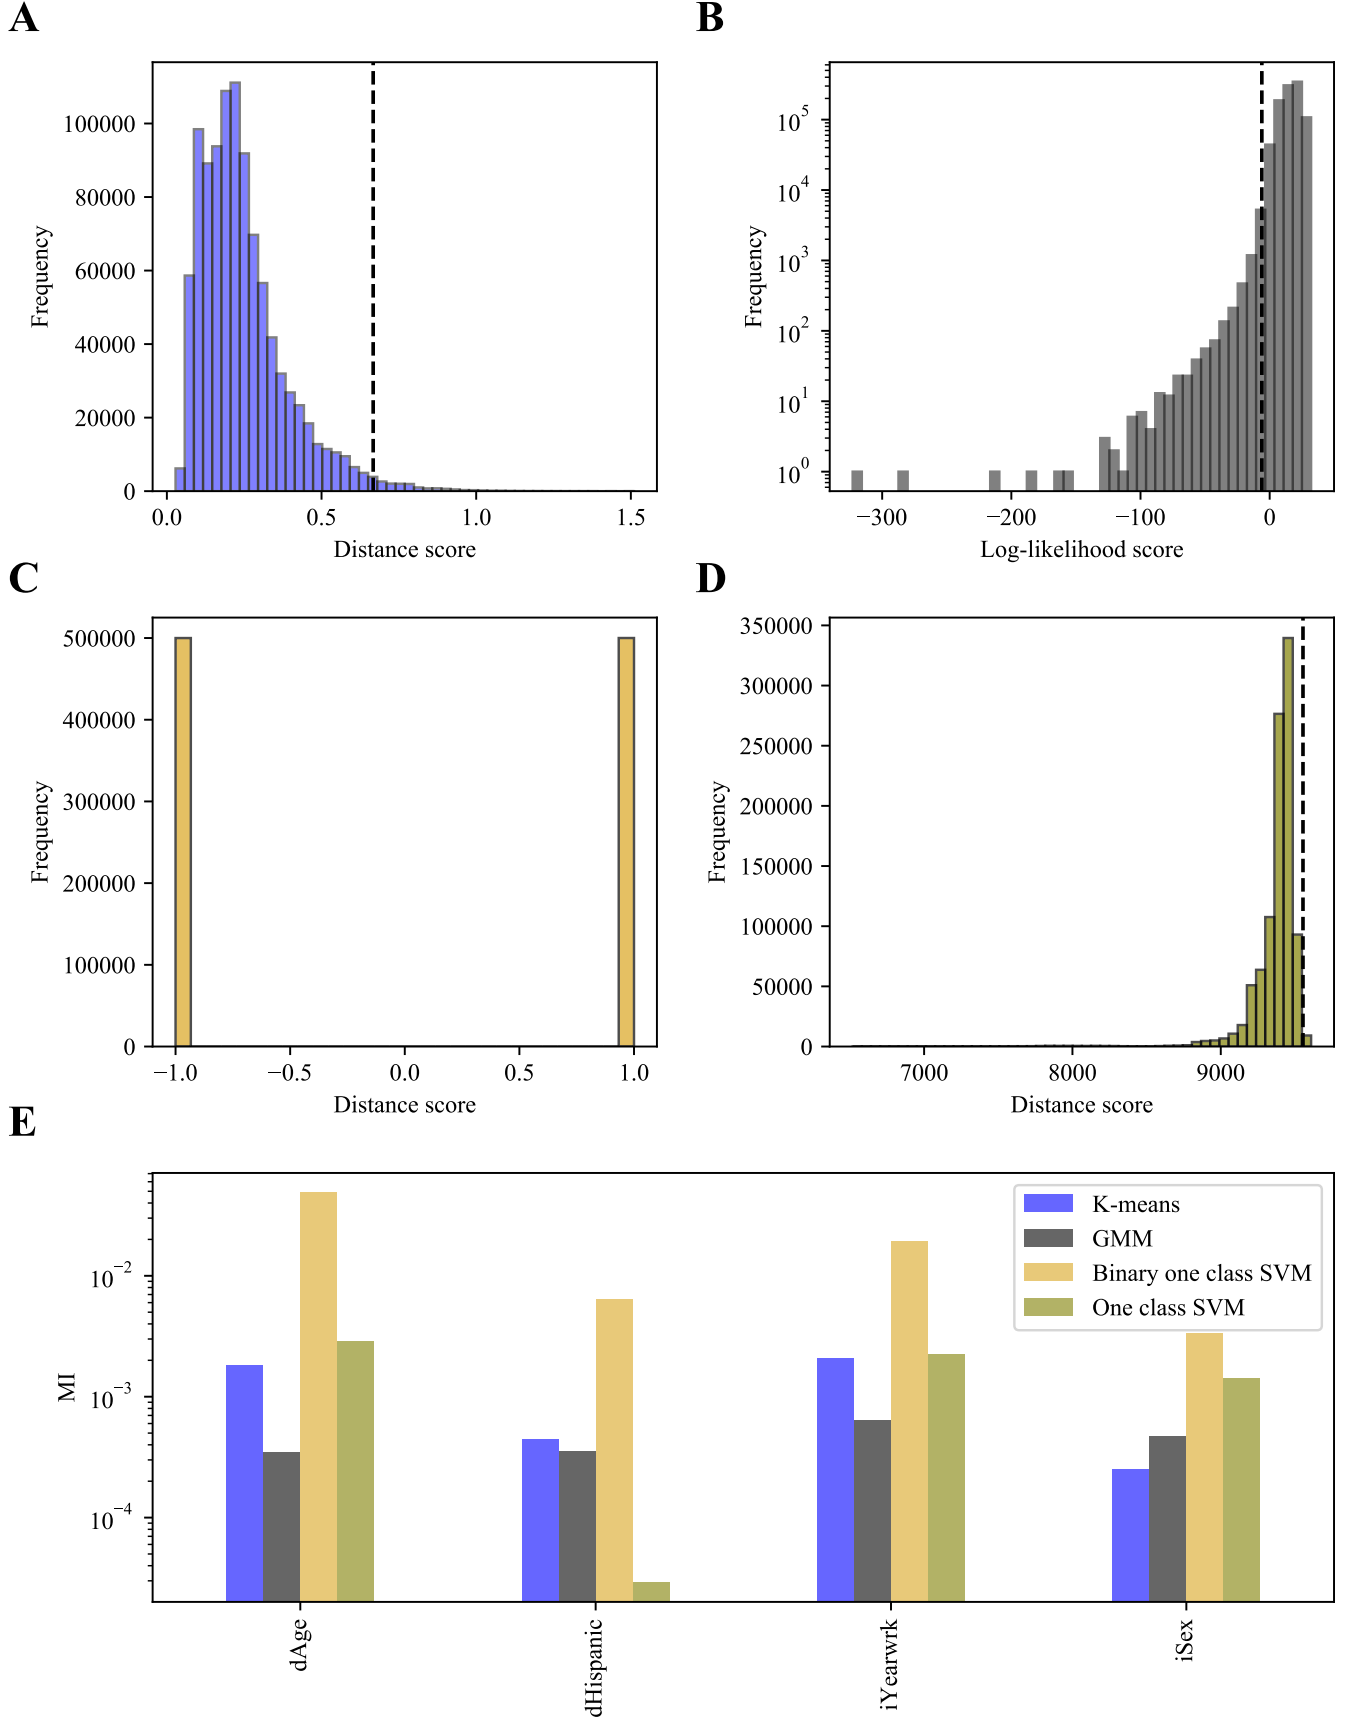 A
Frequency
100000
80000
60000
40000
20000
0
0.0 0.5 1.0 1.5
Distance score
B
Frequency
10^5
10^4
10^3
10^2
10^1
10^0
−300 −200 −100 0
Log-likelihood score
C
Frequency
500000
400000
300000
200000
100000
0
−1.0 −0.5 0.0 0.5 1.0
Distance score
D
Frequency
350000
300000
250000
200000
150000
100000
50000
0
7000 8000 9000
Distance score
E
MI
10^−2
10^−3
10^−4
K-means
GMM
Binary one class SVM
One class SVM
dAge dHispanic iYearwrk iSex